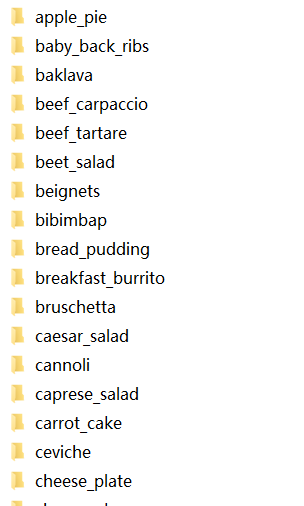 apple_pie
baby_back_ribs
baklava
beef_carpaccio
beef_tartare
beet_salad
beignets
bibimbap
bread_pudding
breakfast_burrito
bruschetta
caesar_salad
cannoli
caprese_salad
carrot_cake
ceviche
cheese_plate